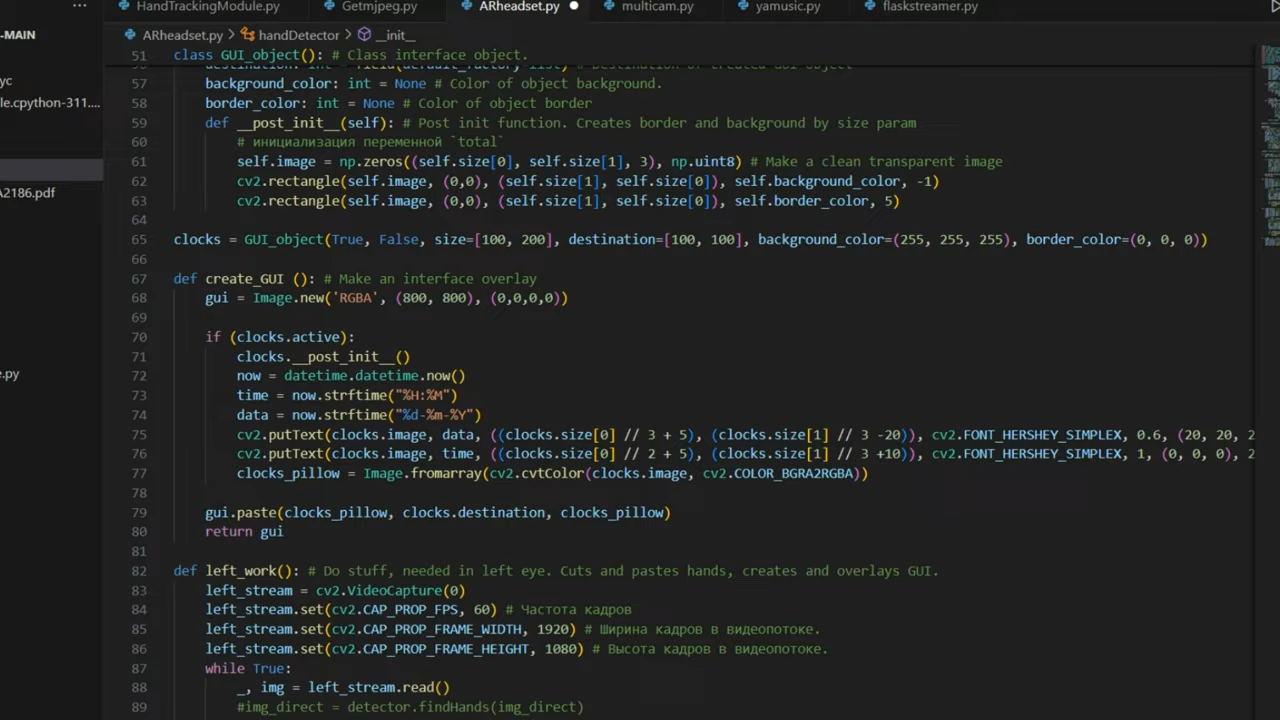 HandTrackingModule.py Getmjpeg.py ARheadset.py multicam.py yamusic.py flaskstreamer.py
-MAIN
ARheadset.py > handDetector > __init__
51 class GUI_object(): # Class interface object.
yc
57 background_color: int = None # Color of object background.
le.cpython-311....
58 border_color: int = None # Color of object border
59 def __post_init__(self): # Post init function. Creates border and background by size param
60 # инициализация переменной `total`
61 self.image = np.zeros((self.size[0], self.size[1], 3), np.uint8) # Make a clean transparent image
62 cv2.rectangle(self.image, (0,0), (self.size[1], self.size[0]), self.background_color, -1)
A2186.pdf
63 cv2.rectangle(self.image, (0,0), (self.size[1], self.size[0]), self.border_color, 5)
64
65 clocks = GUI_object(True, False, size=[100, 200], destination=[100, 100], background_color=(255, 255, 255), border_color=(0, 0, 0))
66
67 def create_GUI (): # Make an interface overlay
68 gui = Image.new('RGBA', (800, 800), (0,0,0,0))
69
70 if (clocks.active):
71 clocks.__post_init__()
e.py
72 now = datetime.datetime.now()
73 time = now.strftime("%H:%M")
74 data = now.strftime("%d-%m-%Y")
75 cv2.putText(clocks.image, data, ((clocks.size[0] // 3 + 5), (clocks.size[1] // 3 -20)), cv2.FONT_HERSHEY_SIMPLEX, 0.6, (20, 20, 2
76 cv2.putText(clocks.image, time, ((clocks.size[0] // 2 + 5), (clocks.size[1] // 3 +10)), cv2.FONT_HERSHEY_SIMPLEX, 1, (0, 0, 0), 2
77 clocks_pillow = Image.fromarray(cv2.cvtColor(clocks.image, cv2.COLOR_BGRA2RGBA))
78
79 gui.paste(clocks_pillow, clocks.destination, clocks_pillow)
80 return gui
81
82 def left_work(): # Do stuff, needed in left eye. Cuts and pastes hands, creates and overlays GUI.
83 left_stream = cv2.VideoCapture(0)
84 left_stream.set(cv2.CAP_PROP_FPS, 60) # Частота кадров
85 left_stream.set(cv2.CAP_PROP_FRAME_WIDTH, 1920) # Ширина кадров в видеопотоке.
86 left_stream.set(cv2.CAP_PROP_FRAME_HEIGHT, 1080) # Высота кадров в видеопотоке.
87 while True:
88 _, img = left_stream.read()
89 #img_direct = detector.findHands(img_direct)